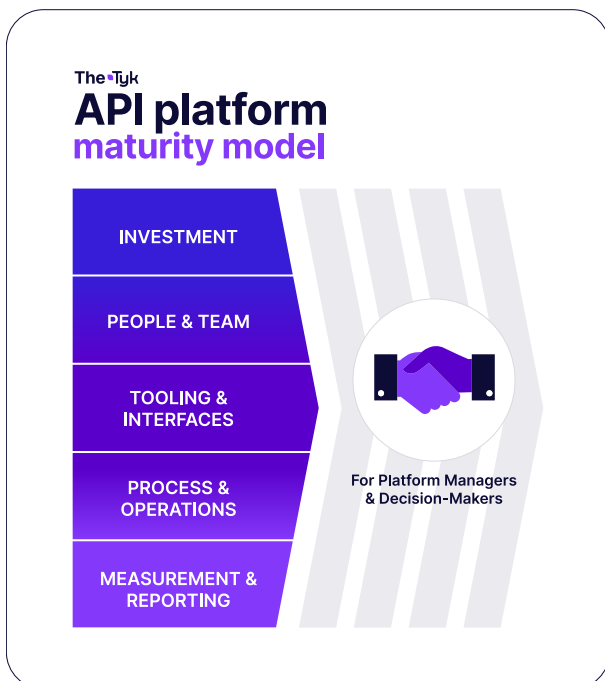 The Tyk
API platform
maturity model
INVESTMENT
PEOPLE & TEAM
TOOLING &
INTERFACES
PROCESS &
OPERATIONS
MEASUREMENT &
REPORTING
For Platform Managers
& Decision-Makers